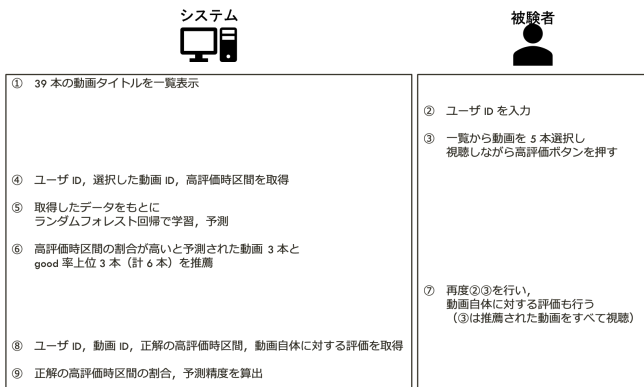 システム
被験者
① 39 本の動画タイトルを一覧表示
② ユーザ ID を入力
③ 一覧から動画を 5 本選択し
視聴しながら高評価ボタンを押す
④ ユーザ ID，選択した動画 ID，高評価時区間を取得
⑤ 取得したデータをもとに
ランダムフォレスト回帰で学習，予測
⑥ 高評価時区間の割合が高いと予測された動画 3 本と
good 率上位 3 本（計 6 本）を推薦
⑦ 再度②③を行い，
動画自体に対する評価も行う
（③は推薦された動画をすべて視聴）
⑧ ユーザ ID，動画 ID，正解の高評価時区間，動画自体に対する評価を取得
⑨ 正解の高評価時区間の割合，予測精度を算出